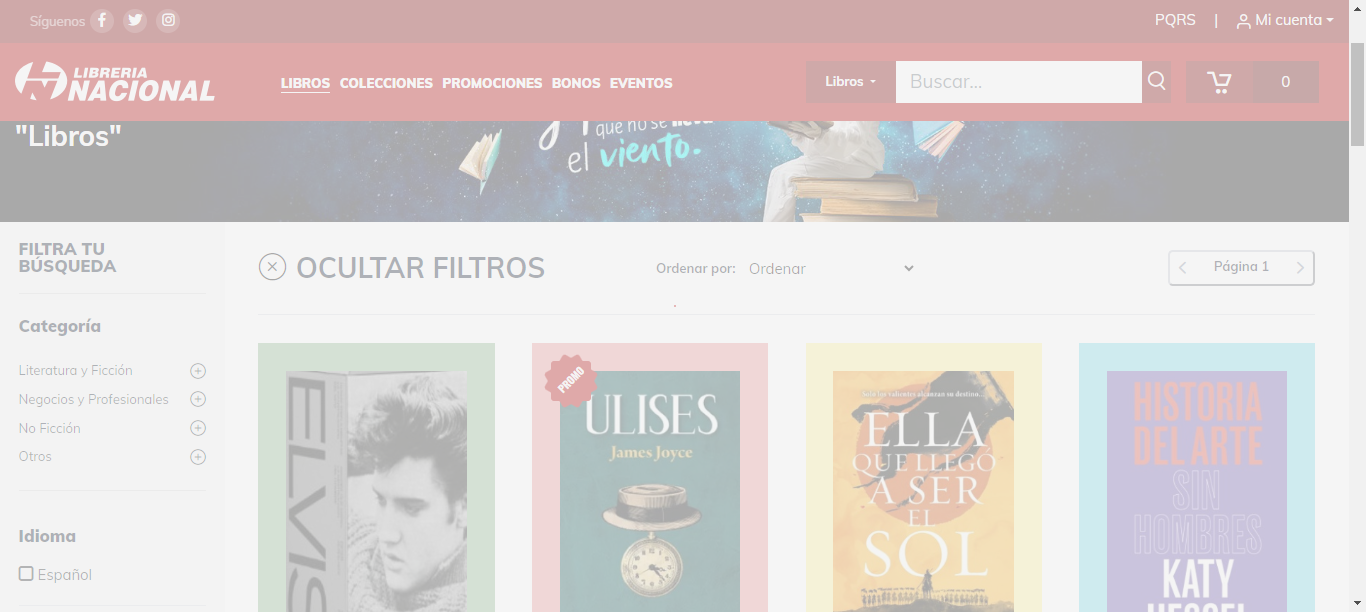 Síguenos
PQRS | Mi cuenta
LIBRERIA
NACIONAL
LIBROS COLECCIONES PROMOCIONES BONOS EVENTOS
Libros
Buscar...
0
"Libros"
que no se
el viento.
FILTRA TU
BÚSQUEDA
OCULTAR FILTROS
Ordenar por: Ordenar
Página 1
Categoría
Literatura y Ficción
Negocios y Profesionales
No Ficción
Otros
Idioma
Español
ELVIS
PROMO
ULISES
James Joyce
Solo los valientes alcanzan su destino...
ELLA
QUE LLEGÓ
A SER
EL
SOL
HISTORIA
DEL ARTE
SIN
HOMBRES
KATY